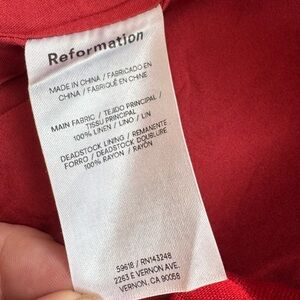 Reformation
MADE IN CHINA / FABRICADO EN
CHINA / FABRIQUÉ EN CHINE
MAIN FABRIC / TEJIDO PRINCIPAL /
TISSU PRINCIPAL
100% LINEN / LINO / LIN
DEADSTOCK LINING / REMANENTE
FORRO / DEADSTOCK DOUBLURE
100% RAYON / RAYÓN
59618 / RN143248
2263 E VERNON AVE.
VERNON, CA 90058